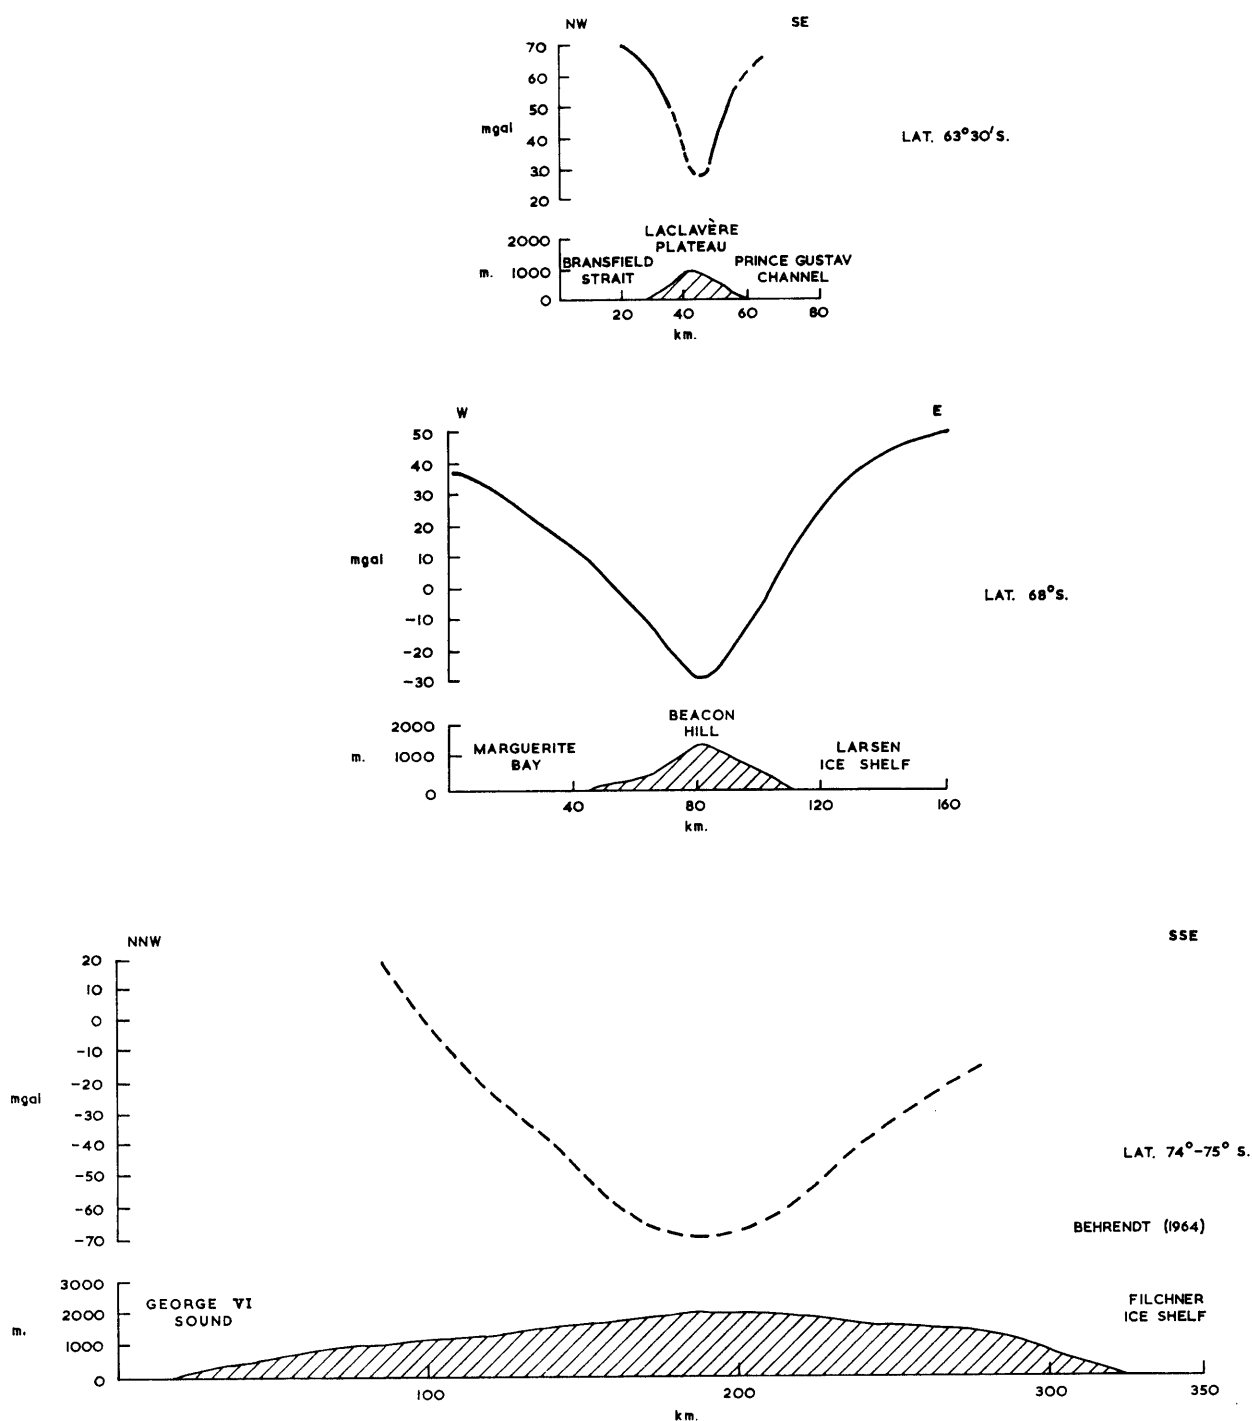 NW SE
70
60
50
mgal
40
30
20
LAT. 63°30'S.
LACLAVÈRE
PLATEAU
2000
m. 1000
0
BRANSFIELD
STRAIT
PRINCE GUSTAV
CHANNEL
20 40 60 80
km.
W E
50
40
30
20
mgal 10
0
-10
-20
-30
LAT. 68°S.
BEACON
HILL
2000
m. 1000
0
MARGUERITE
BAY
LARSEN
ICE SHELF
40 80 120 160
km.
NNW SSE
20
10
0
-10
-20
mgal
-30
-40
-50
-60
-70
LAT. 74°-75° S.
BEHRENDT (1964)
3000
2000
m.
1000
0
GEORGE VI
SOUND
FILCHNER
ICE SHELF
100 200 300 350
km.